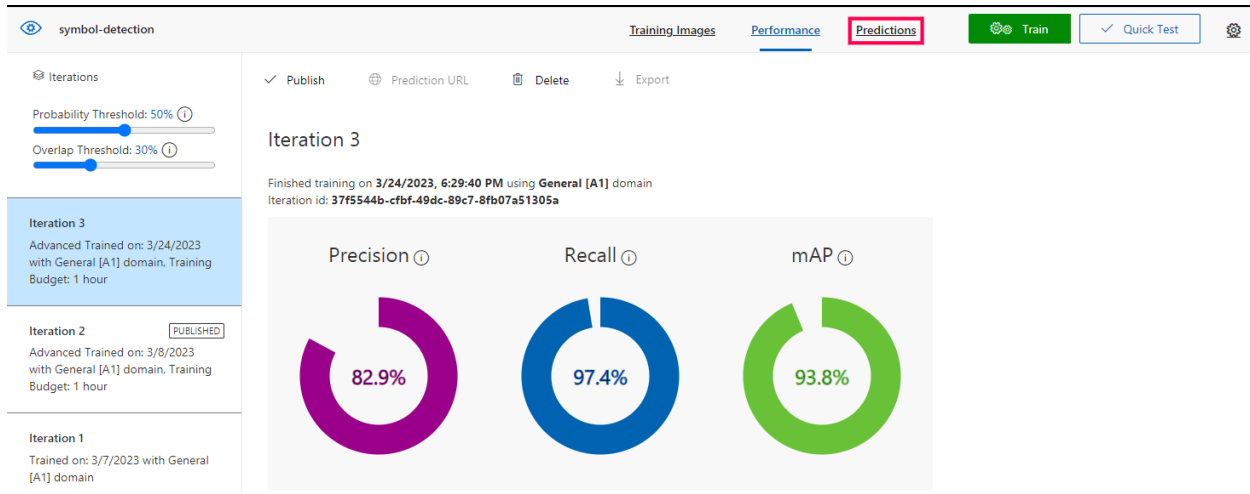 symbol-detection
Training Images
Performance
Predictions
Train
Quick Test
Iterations
Probability Threshold: 50%
Overlap Threshold: 30%
Iteration 3
Advanced Trained on: 3/24/2023
with General [A1] domain, Training
Budget: 1 hour
Iteration 2
PUBLISHED
Advanced Trained on: 3/8/2023
with General [A1] domain, Training
Budget: 1 hour
Iteration 1
Trained on: 3/7/2023 with General
[A1] domain
Publish
Prediction URL
Delete
Export
Iteration 3
Finished training on 3/24/2023, 6:29:40 PM using General [A1] domain
Iteration id: 37f5544b-cfbf-49dc-89c7-8fb07a51305a
Precision
Recall
mAP
82.9%
97.4%
93.8%